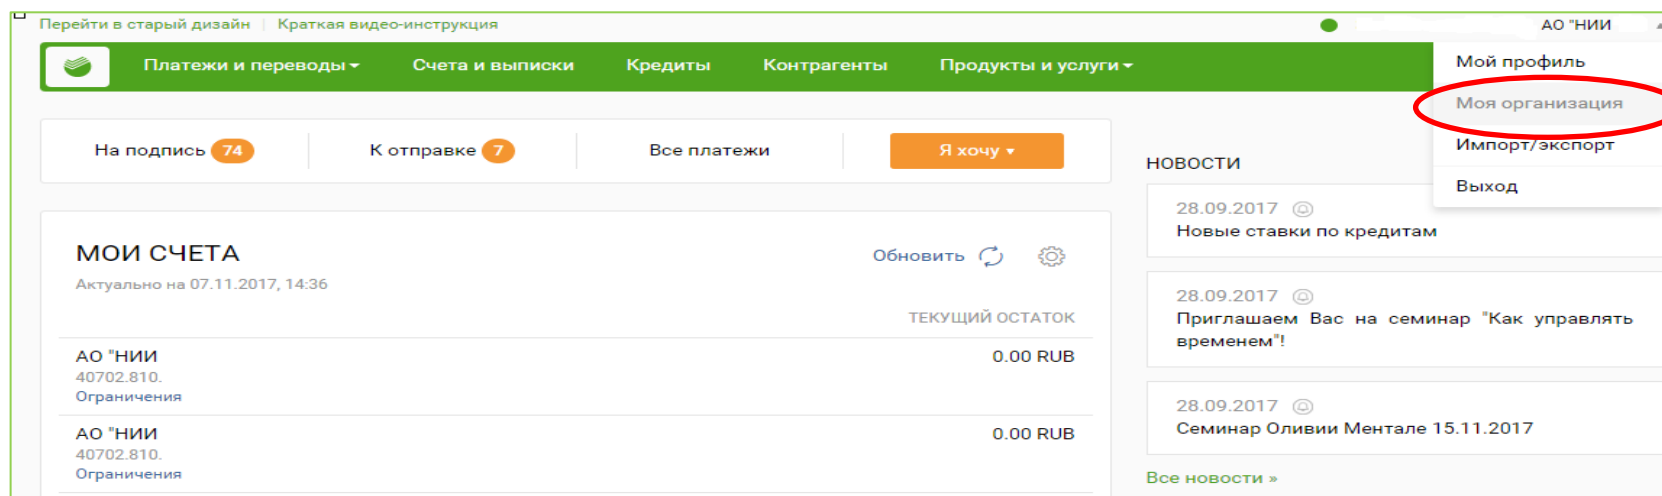 Перейти в старый дизайн | Краткая видео-инструкция
АО "НИИ
Платежи и переводы Счета и выписки Кредиты Контрагенты Продукты и услуги
Мой профиль
Моя организация
Импорт/экспорт
Выход
На подпись 74 К отправке 7 Все платежи Я хочу
МОИ СЧЕТА
Обновить
Актуально на 07.11.2017, 14:36
ТЕКУЩИЙ ОСТАТОК
АО "НИИ 0.00 RUB
40702.810.
Ограничения
АО "НИИ 0.00 RUB
40702.810.
Ограничения
НОВОСТИ
28.09.2017
Новые ставки по кредитам
28.09.2017
Приглашаем Вас на семинар "Как управлять
временем"!
28.09.2017
Семинар Оливии Ментале 15.11.2017
Все новости »